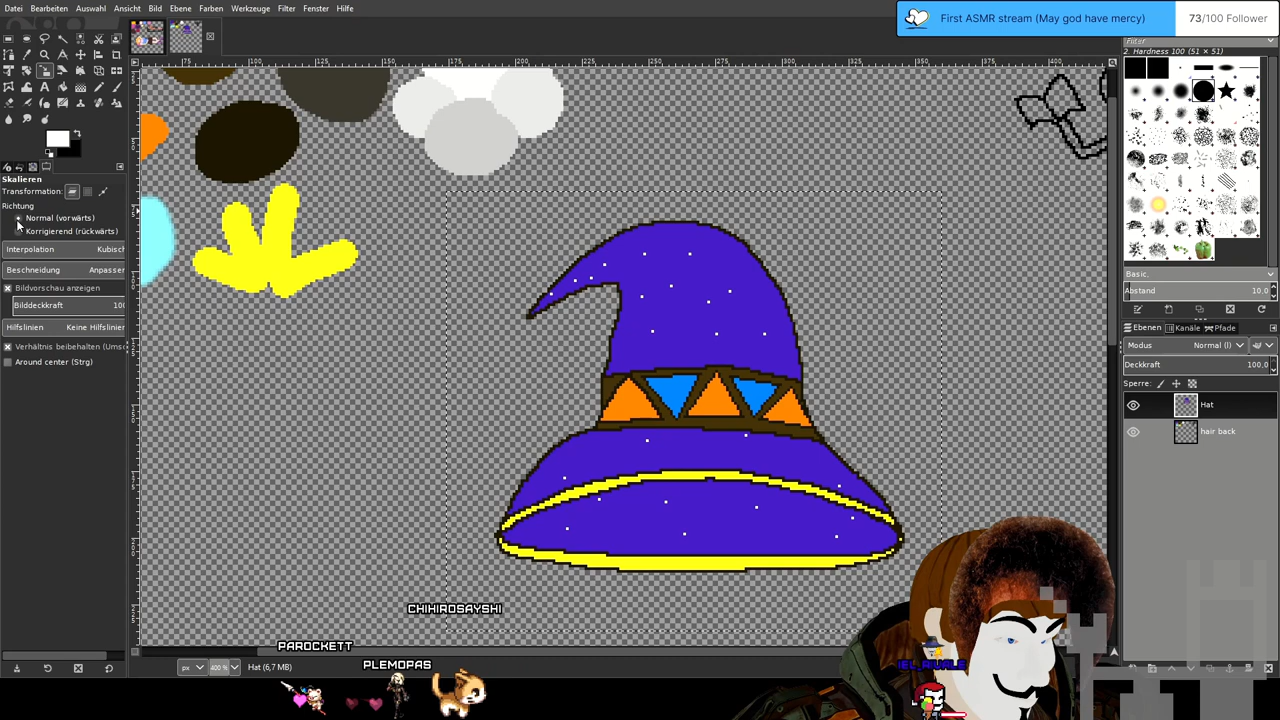 Datei Bearbeiten Auswahl Ansicht Bild Ebene Farben Werkzeuge Filter Fenster Hilfe
First ASMR stream (May god have mercy)
73/100 Follower
Filter
2. Hardness 100 (51 × 51)
Skalieren
Transformation:
Richtung
Normal (vorwärts)
Korrigierend (rückwärts)
Interpolation Kubisch
Beschneidung Anpassen
Bildvorschau anzeigen
Bilddeckkraft 100
Hilfslinien Keine Hilfslinien
Verhältnis beibehalten (Umsc
Around center (Strg)
Basic.
Abstand 10,0
Ebenen Kanäle Pfade
Modus Normal (l)
Deckkraft 100,0
Sperre:
Hat
hair back
CHIHIROSAYSHI
PAROCKETT
PLEMOPAS
px 400 % Hat (6,7 MB)